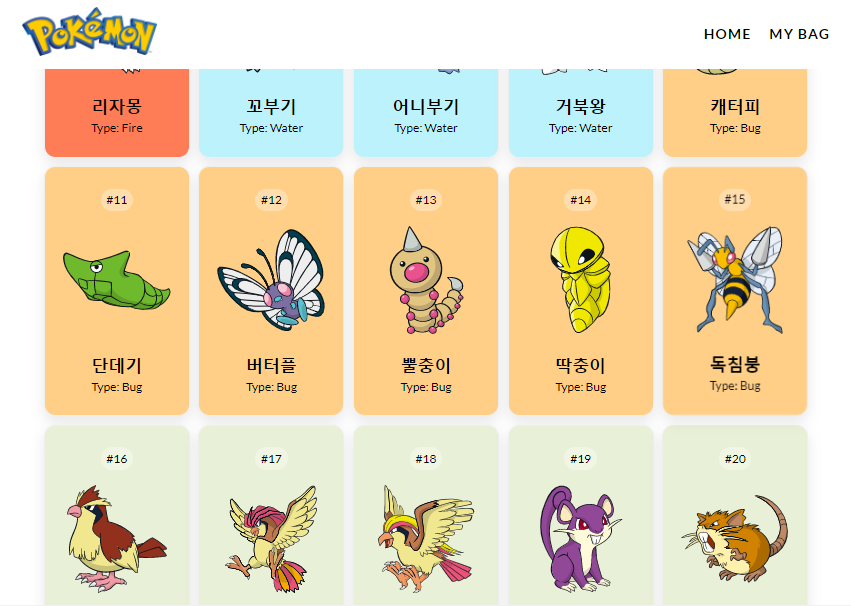 POKéMON
HOME MY BAG
리자몽 꼬부기 어니부기 거북왕 캐터피
Type: Fire Type: Water Type: Water Type: Water Type: Bug
#11 #12 #13 #14 #15
단데기 버터플 뿔충이 딱충이 독침붕
Type: Bug Type: Bug Type: Bug Type: Bug Type: Bug
#16 #17 #18 #19 #20